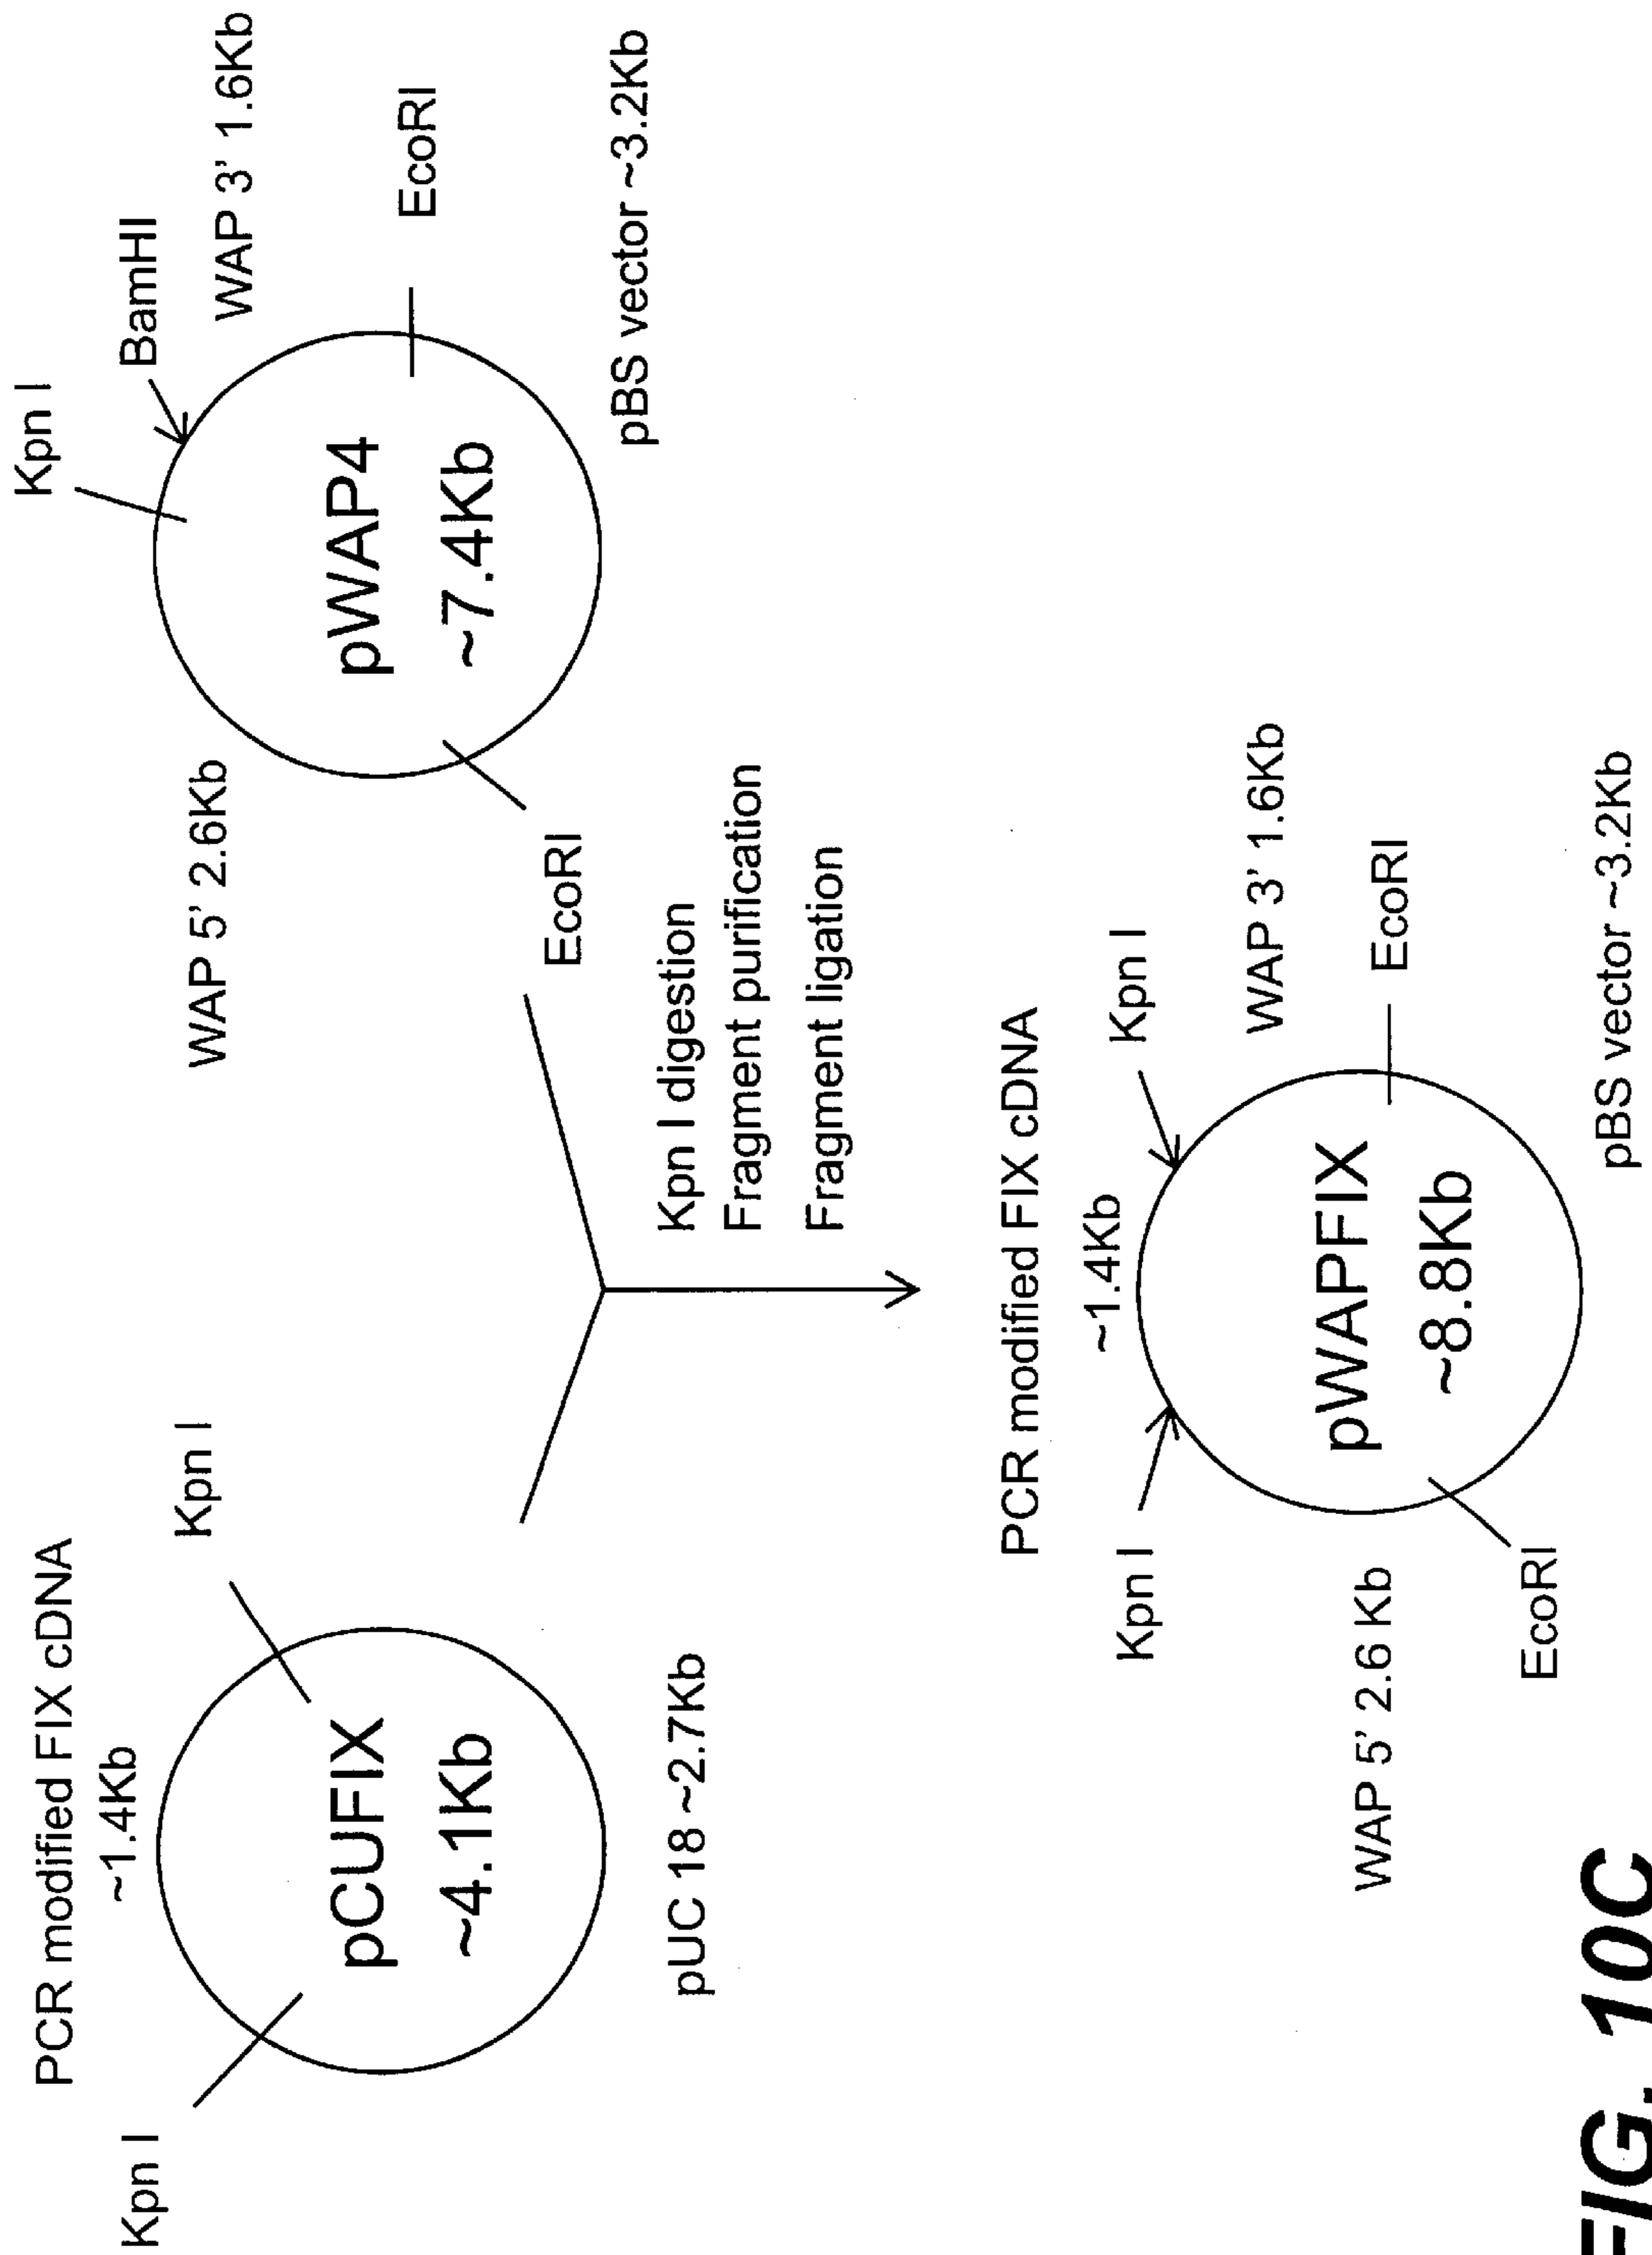 PCR modified FIX cDNA
~1.4Kb
Kpn I
Kpn I
pCUFIX
~4.1Kb
pUC 18 ~2.7Kb
Kpn I
BamHI
WAP 5' 2.6Kb
WAP 3' 1.6Kb
pWAP4
~7.4Kb
EcoRI
EcoRI
pBS vector ~3.2Kb
Kpn I digestion
Fragment purification
Fragment ligation
PCR modified FIX cDNA
~1.4Kb
Kpn I
Kpn I
WAP 5' 2.6 Kb
WAP 3' 1.6Kb
pWAPFIX
~8.8Kb
EcoRI
EcoRI
pBS vector ~3.2Kb
FIG. 10C